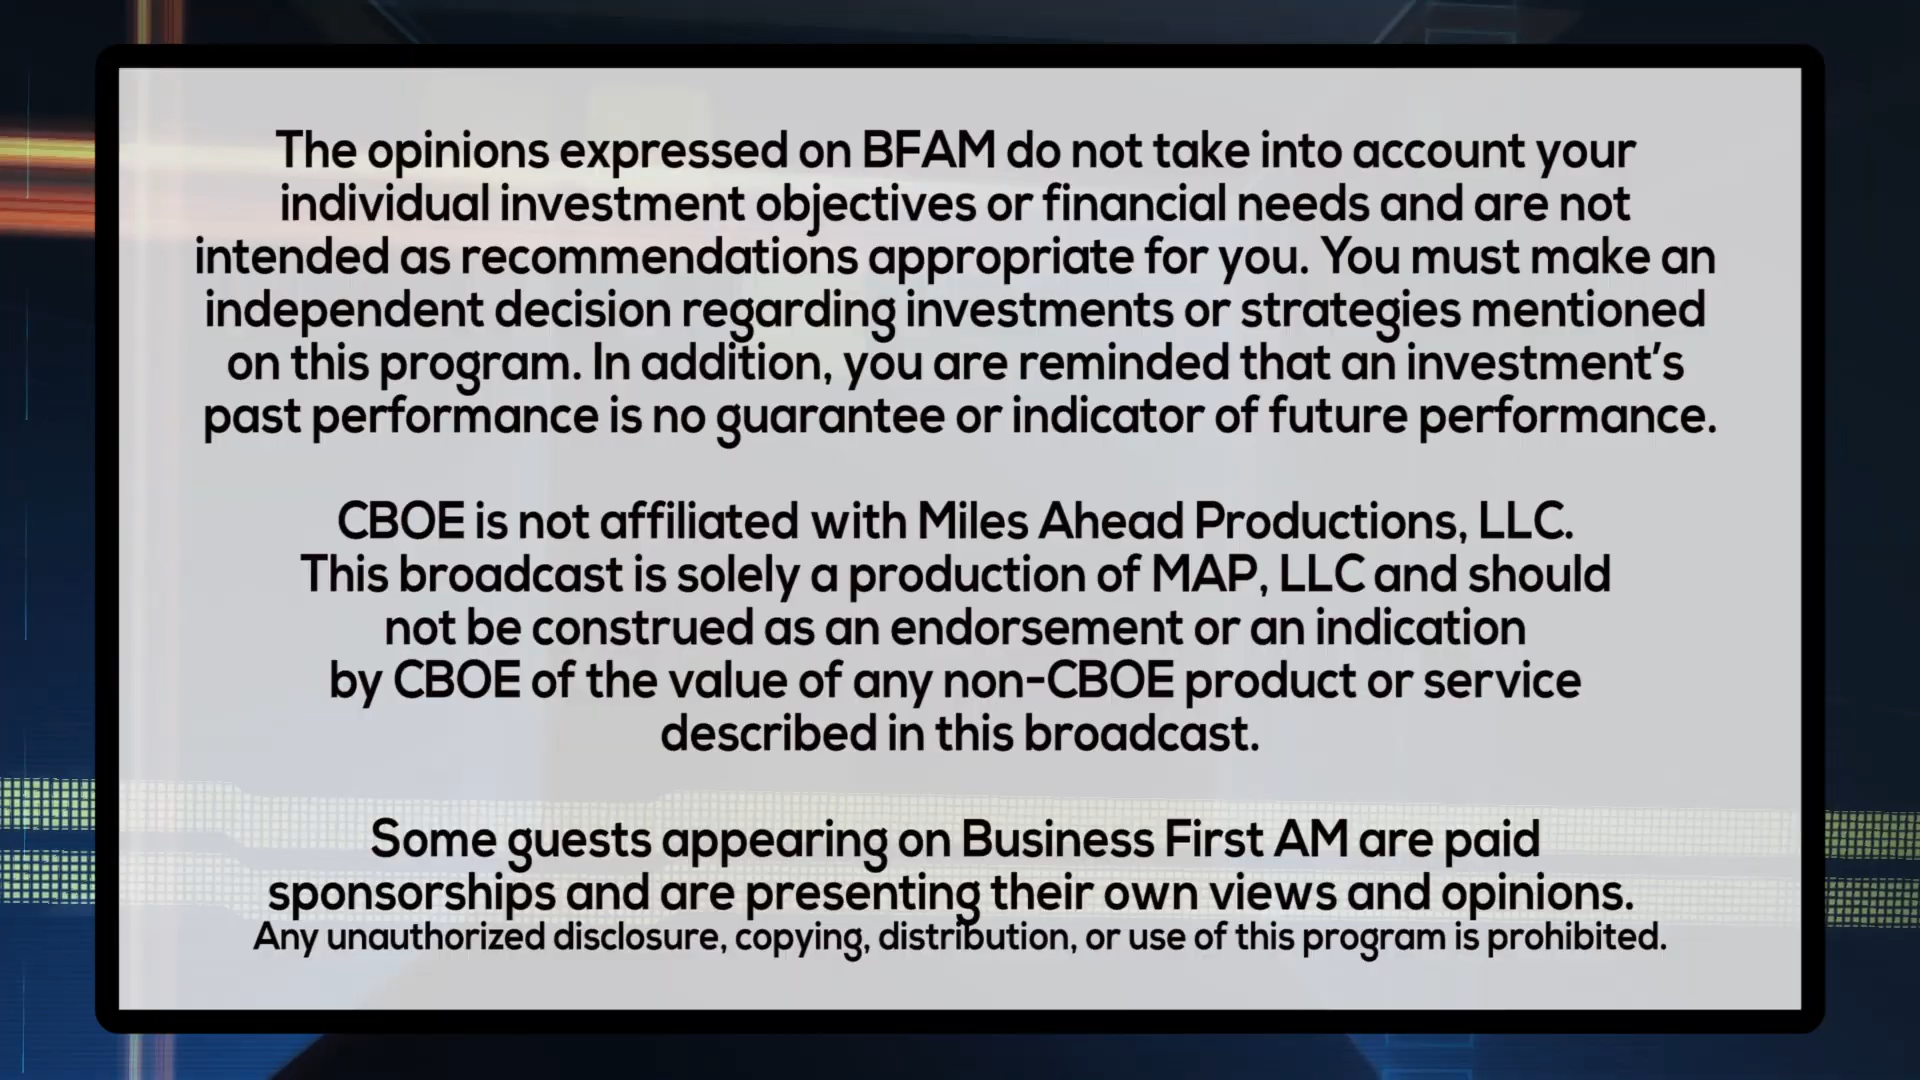 The opinions expressed on BFAM do not take into account your
individual investment objectives or financial needs and are not
intended as recommendations appropriate for you. You must make an
independent decision regarding investments or strategies mentioned
on this program. In addition, you are reminded that an investment’s
past performance is no guarantee or indicator of future performance.
CBOE is not affiliated with Miles Ahead Productions, LLC.
This broadcast is solely a production of MAP, LLC and should
not be construed as an endorsement or an indication
by CBOE of the value of any non-CBOE product or service
described in this broadcast.
Some guests appearing on Business First AM are paid
sponsorships and are presenting their own views and opinions.
Any unauthorized disclosure, copying, distribution, or use of this program is prohibited.